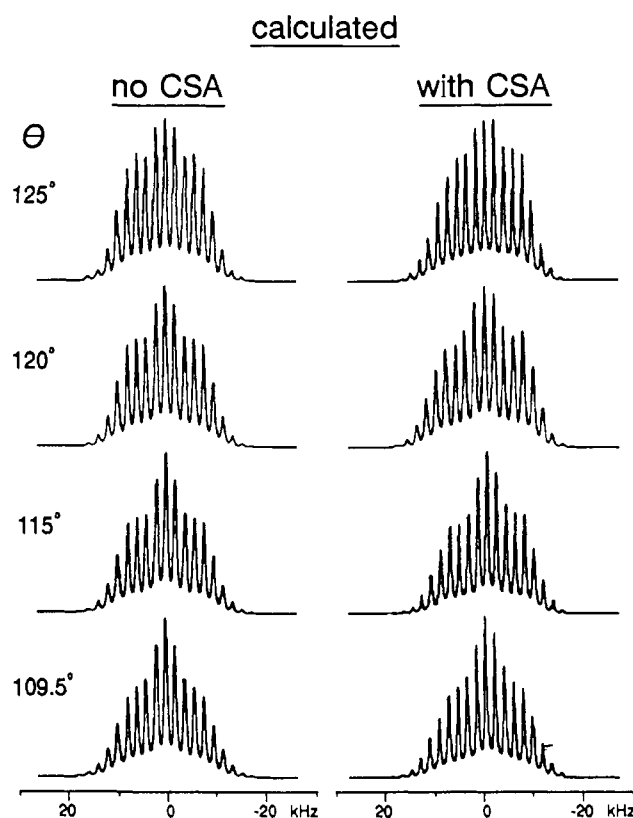 calculated
no CSA
with CSA
Θ
125°
120°
115°
109.5°
20 0 -20 kHz
20 0 -20 kHz